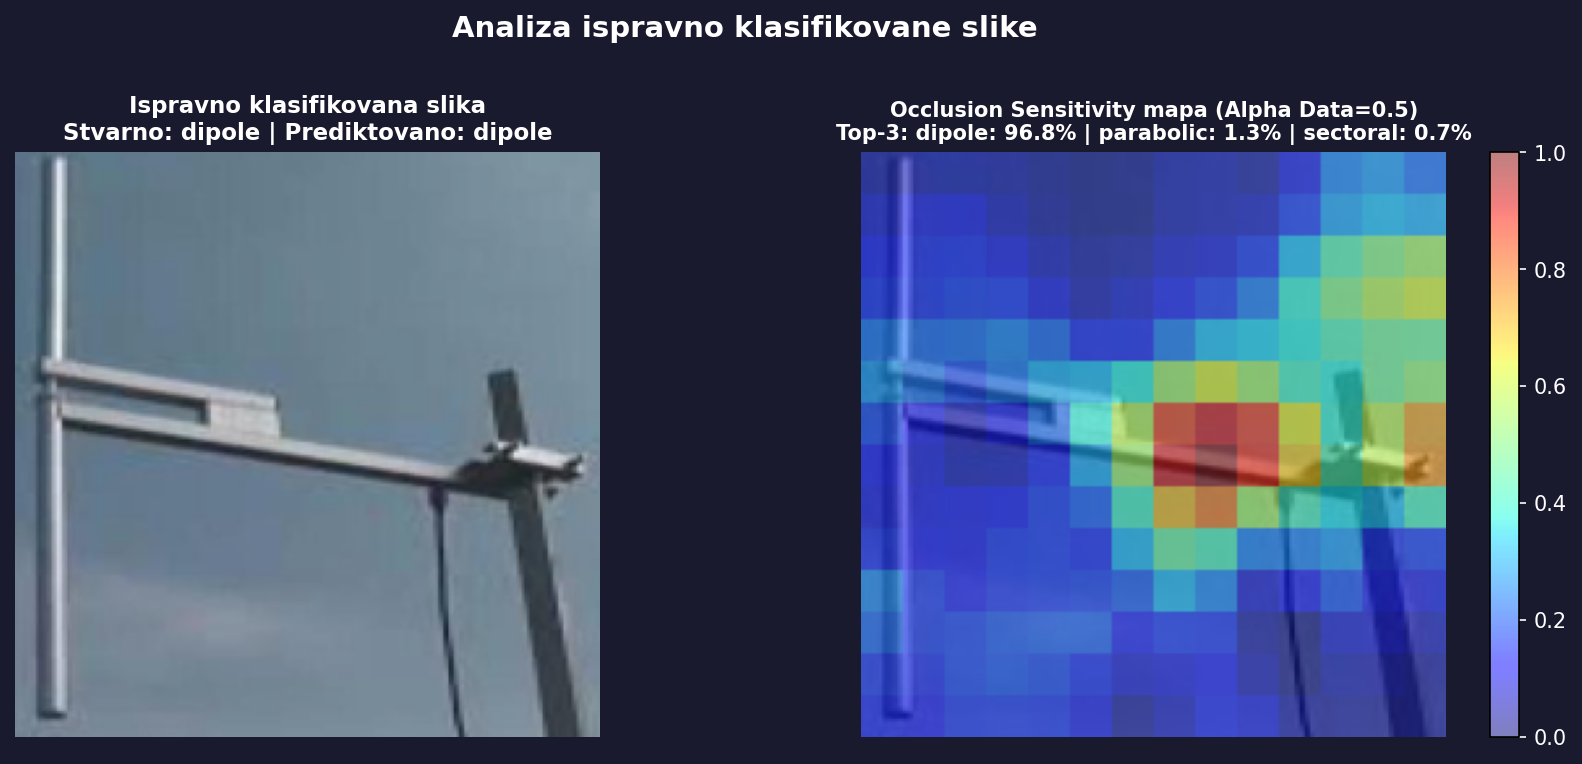 Analiza ispravno klasifikovane slike
Ispravno klasifikovana slika
Stvarno: dipole | Prediktovano: dipole
Occlusion Sensitivity mapa (Alpha Data=0.5)
Top-3: dipole: 96.8% | parabolic: 1.3% | sectoral: 0.7%
1.0
0.8
0.6
0.4
0.2
0.0